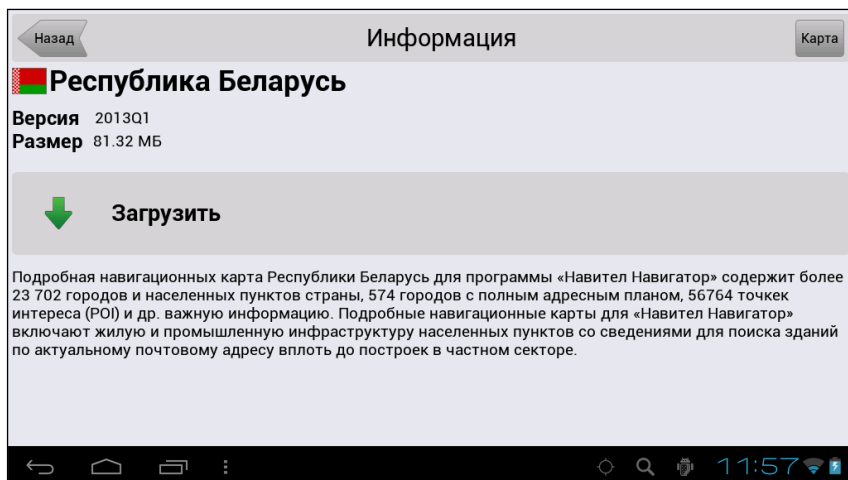 Назад
Информация
Карта
Республика Беларусь
Версия 2013Q1
Размер 81.32 МБ
Загрузить
Подробная навигационных карта Республики Беларусь для программы «Навител Навигатор» содержит более
23 702 городов и населенных пунктов страны, 574 городов с полным адресным планом, 56764 точкек
интереса (POI) и др. важную информацию. Подробные навигационные карты для «Навител Навигатор»
включают жилую и промышленную инфраструктуру населенных пунктов со сведениями для поиска зданий
по актуальному почтовому адресу вплоть до построек в частном секторе.
11:57